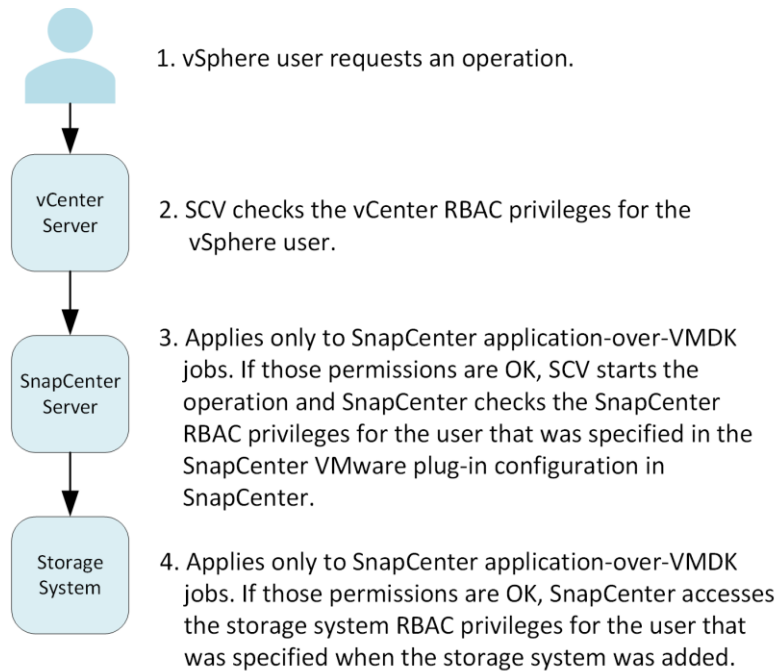 1. vSphere user requests an operation.
vCenter
Server
2. SCV checks the vCenter RBAC privileges for the
vSphere user.
SnapCenter
Server
3. Applies only to SnapCenter application-over-VMDK
jobs. If those permissions are OK, SCV starts the
operation and SnapCenter checks the SnapCenter
RBAC privileges for the user that was specified in the
SnapCenter VMware plug-in configuration in
SnapCenter.
Storage
System
4. Applies only to SnapCenter application-over-VMDK
jobs. If those permissions are OK, SnapCenter accesses
the storage system RBAC privileges for the user that
was specified when the storage system was added.